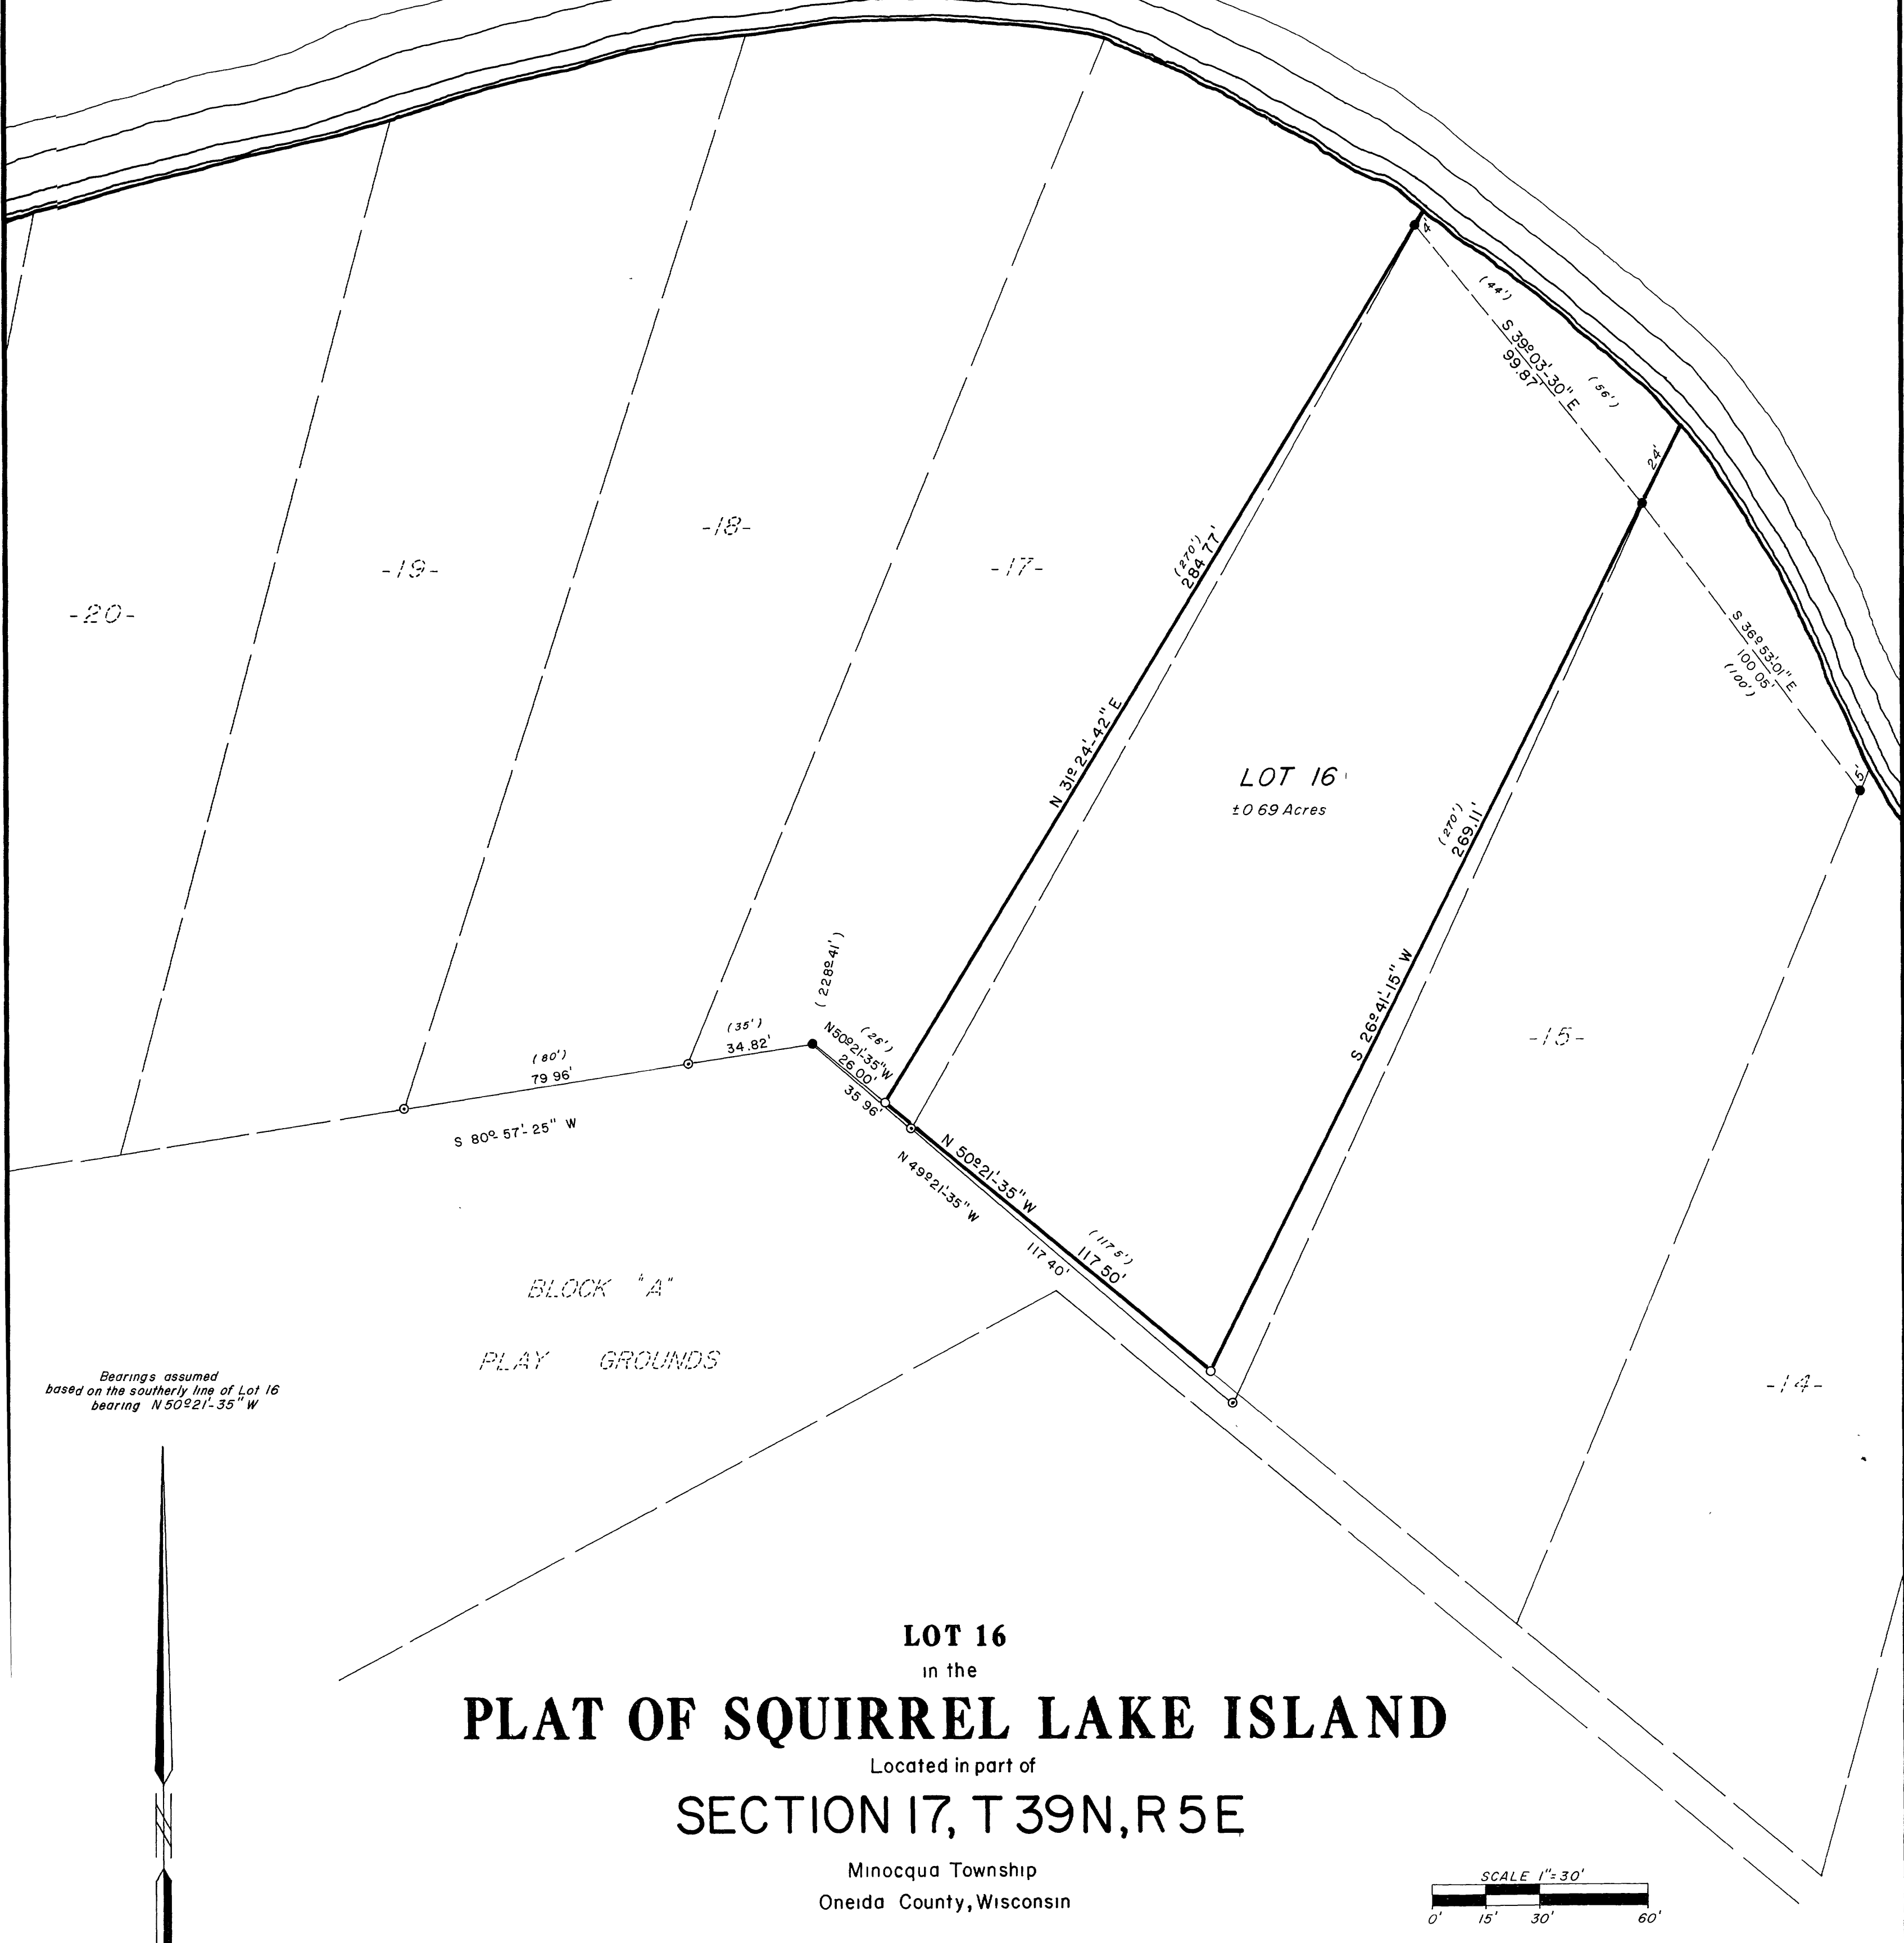 4'
(44')
S 39º03'-30" E
99.87'
(56')
24'
-18-
-17-
-19-
-20-
(270')
284 77'
S 36º53'-01" E
100 05'
(100')
5'
N 31º24'-42" E
LOT 16
±0 69 Acres
(270')
269.11'
(228º41')
S 26º41'-15" W
-15-
(35')
34.82'
(26')
N50º21'-35"W
26 00'
35 96'
(80')
79 96'
S 80º-57'-25" W
N 50º21'-35" W
N 49º21'-35" W
(117 5')
117 50'
117 40'
BLOCK "A"
PLAY GROUNDS
-14-
Bearings assumed
based on the southerly line of Lot 16
bearing N50º21'-35" W
LOT 16
in the
PLAT OF SQUIRREL LAKE ISLAND
Located in part of
SECTION 17, T 39N, R 5E
Minocqua Township
Oneida County, Wisconsin
SCALE 1"=30'
0' 15' 30' 60'